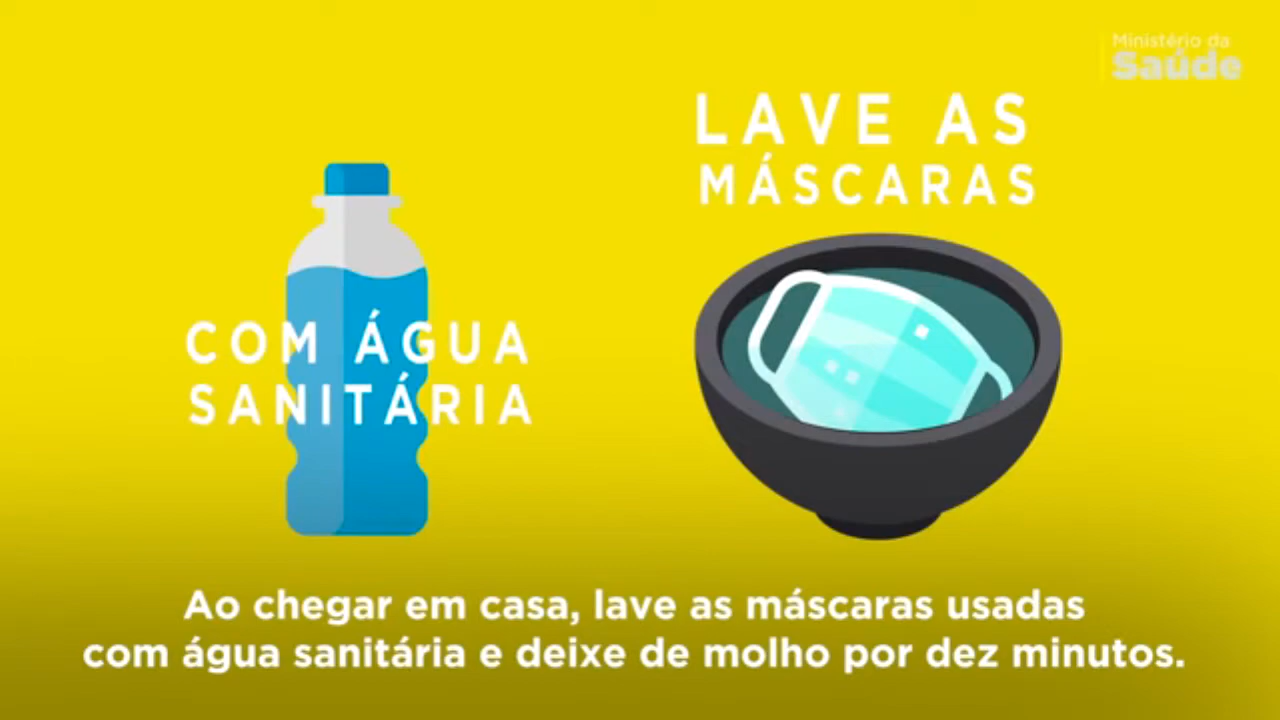 Ministério da
Saúde
LAVE AS
MÁSCARAS
COM ÁGUA
SANITÁRIA
Ao chegar em casa, lave as máscaras usadas
com água sanitária e deixe de molho por dez minutos.